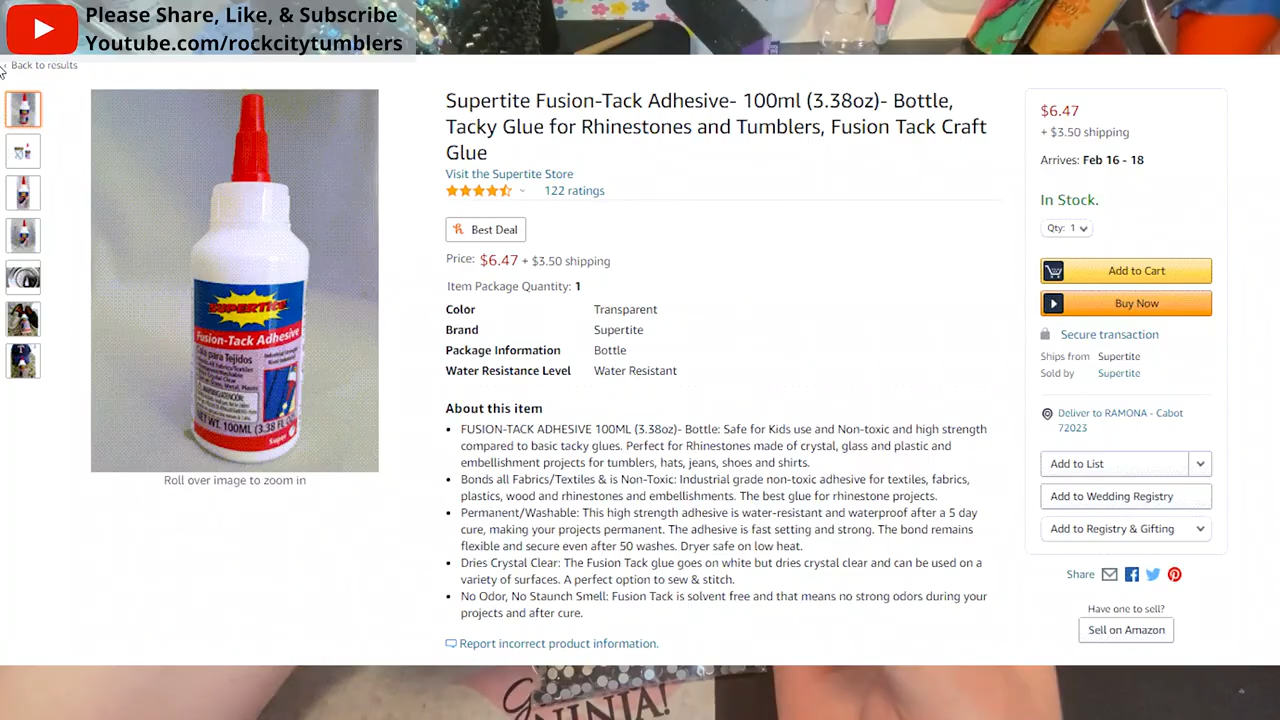 Please Share, Like, & Subscribe
Youtube.com/rockcitytumblers
Back to results
Supertite Fusion-Tack Adhesive- 100ml (3.38oz)- Bottle,
Tacky Glue for Rhinestones and Tumblers, Fusion Tack Craft
Glue
Visit the Supertite Store
122 ratings
Best Deal
Price: $6.47 + $3.50 shipping
Item Package Quantity: 1
Color Transparent
Brand Supertite
Package Information Bottle
Water Resistance Level Water Resistant
About this item
• FUSION-TACK ADHESIVE 100ML (3.38oz)- Bottle: Safe for Kids use and Non-toxic and high strength
compared to basic tacky glues. Perfect for Rhinestones made of crystal, glass and plastic and
embellishment projects for tumblers, hats, jeans, shoes and shirts.
• Bonds all Fabrics/Textiles & is Non-Toxic: Industrial grade non-toxic adhesive for textiles, fabrics,
plastics, wood and rhinestones and embellishments. The best glue for rhinestone projects.
• Permanent/Washable: This high strength adhesive is water-resistant and waterproof after a 5 day
cure, making your projects permanent. The adhesive is fast setting and strong. The bond remains
flexible and secure even after 50 washes. Dryer safe on low heat.
• Dries Crystal Clear: The Fusion Tack glue goes on white but dries crystal clear and can be used on a
variety of surfaces. A perfect option to sew & stitch.
• No Odor, No Staunch Smell: Fusion Tack is solvent free and that means no strong odors during your
projects and after cure.
Report incorrect product information.
$6.47
+ $3.50 shipping
Arrives: Feb 16 - 18
In Stock.
Qty: 1
Add to Cart
Buy Now
Secure transaction
Ships from Supertite
Sold by Supertite
Deliver to RAMONA - Cabot
72023
Add to List
Add to Wedding Registry
Add to Registry & Gifting
Share
Have one to sell?
Sell on Amazon
SUPERTITE
Fusion-Tack Adhesive
Cola para Tejidos
NET WT. 100ML (3.38 FL
Super
Roll over image to zoom in
NINJA!